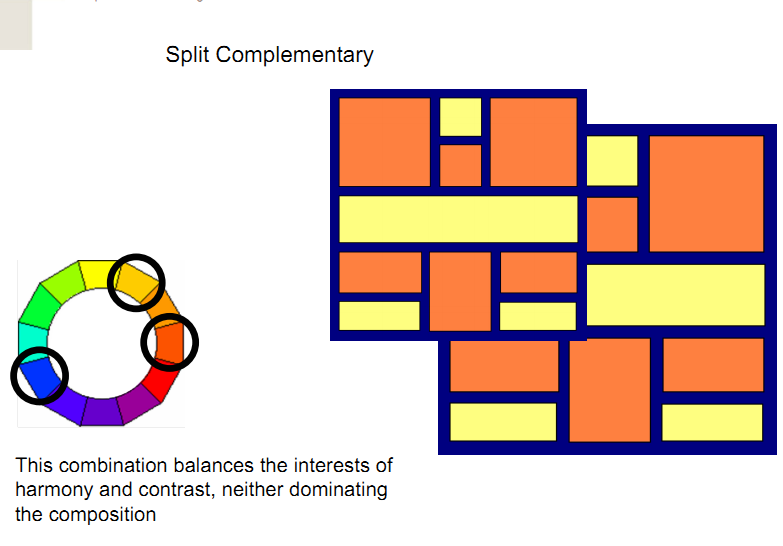 Split Complementary
This combination balances the interests of
harmony and contrast, neither dominating
the composition